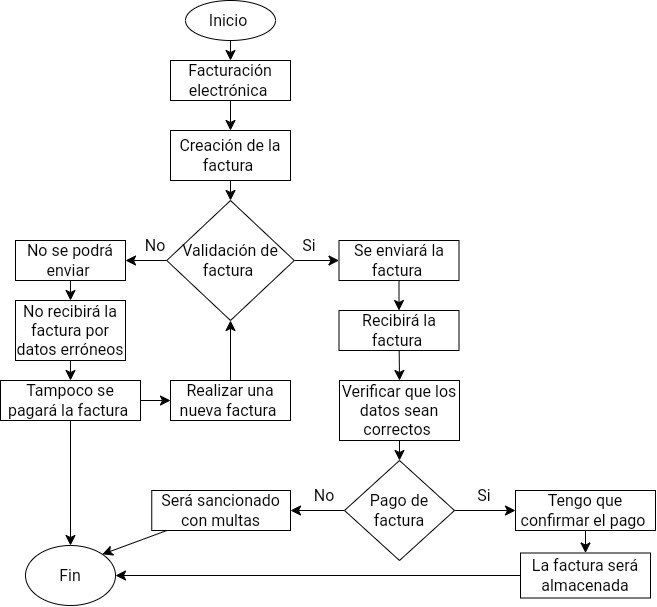 Inicio
Facturación
electrónica
Creación de la
factura
Validación de
factura
No
Si
No se podrá
enviar
No recibirá la
factura por
datos erróneos
Tampoco se
pagará la factura
Realizar una
nueva factura
Se enviará la
factura
Recibirá la
factura
Verificar que los
datos sean
correctos
Pago de
factura
No
Si
Será sancionado
con multas
Tengo que
confirmar el pago
La factura será
almacenada
Fin